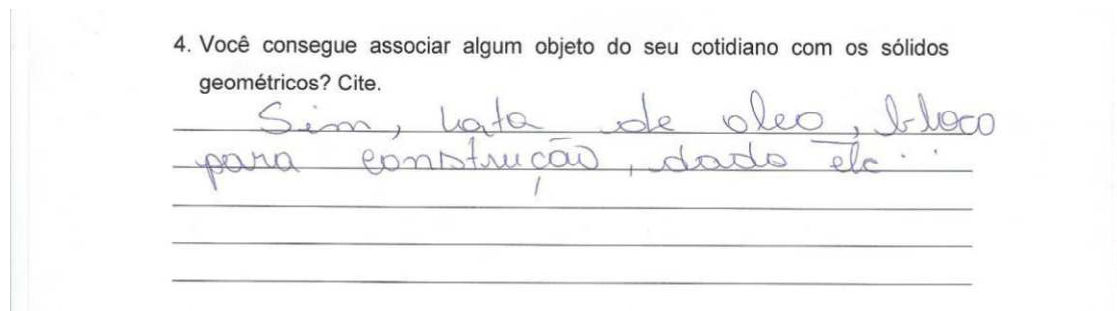 4. Você consegue associar algum objeto do seu cotidiano com os sólidos
geométricos? Cite.
Sim, lata de oleo, bloco
para construção, dado etc...